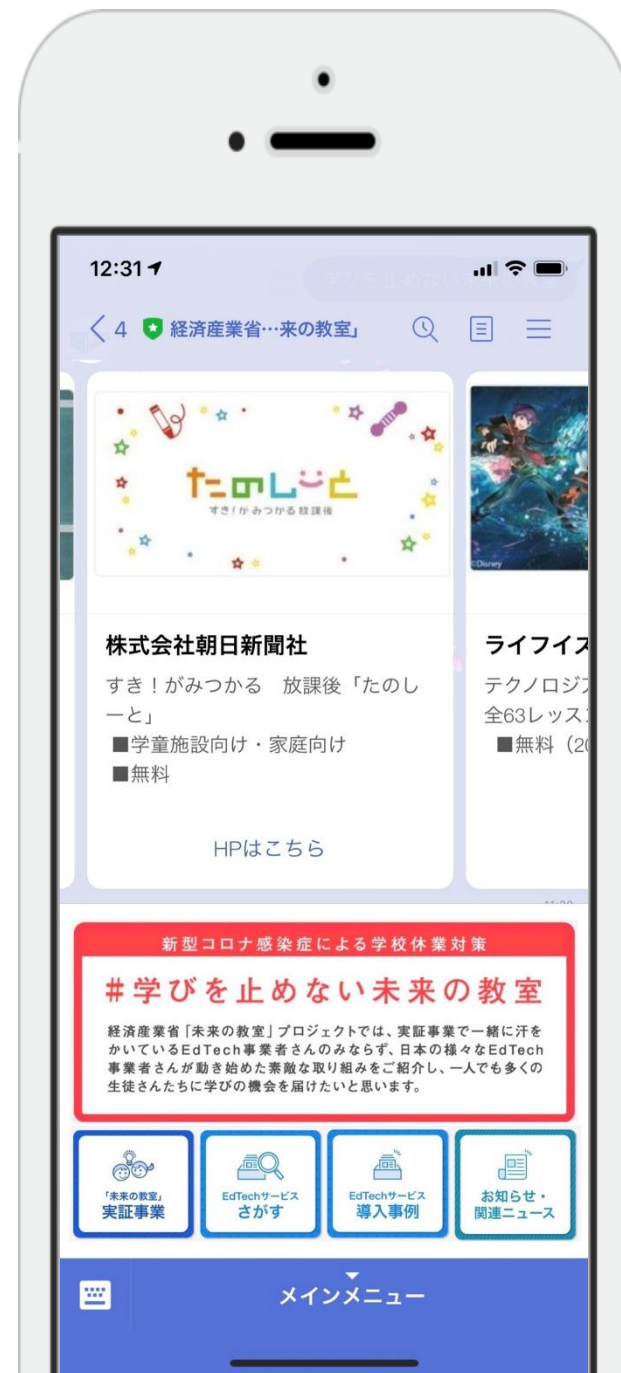 12:31
4 経済産業省…来の教室」
たのしーと
すき!がみつかる放課後
©Disney
株式会社朝日新聞社
すき！がみつかる　放課後「たのし
ーと」
■学童施設向け・家庭向け
■無料
HPはこちら
ライフイズ
テクノロジ
全63レッス
■無料（20
新型コロナ感染症による学校休業対策
#学びを止めない未来の教室
経済産業省「未来の教室」プロジェクトでは、実証事業で一緒に汗を
かいているEdTech事業者さんのみならず、日本の様々なEdTech
事業者さんが動き始めた素敵な取り組みをご紹介し、一人でも多くの
生徒さんたちに学びの機会を届けたいと思います。
「未来の教室」
実証事業
EdTechサービス
さがす
EdTechサービス
導入事例
お知らせ・
関連ニュース
メインメニュー